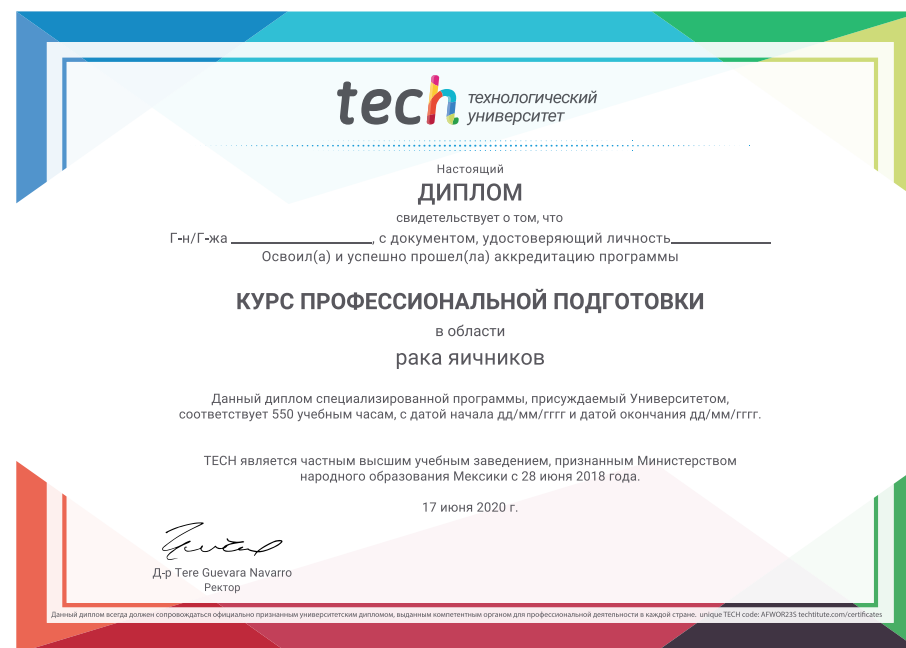 tech технологический
университет
Настоящий
ДИПЛОМ
свидетельствует о том, что
Г-н/Г-жа ____________, с документом, удостоверяющий личность____________
Освоил(а) и успешно прошел(ла) аккредитацию программы
КУРС ПРОФЕССИОНАЛЬНОЙ ПОДГОТОВКИ
в области
рака яичников
Данный диплом специализированной программы, присуждаемый Университетом,
соответствует 550 учебным часам, с датой начала дд/мм/гггг и датой окончания дд/мм/гггг.
TECH является частным высшим учебным заведением, признанным Министерством
народного образования Мексики с 28 июня 2018 года.
17 июня 2020 г.
Д-р Tere Guevara Navarro
Ректор
Данный диплом всегда должен сопровождаться официально признанным университетским дипломом, выданным компетентным органом для профессиональной деятельности в каждой стране. unique TECH code: AFWOR23S techtitute.com/certificates